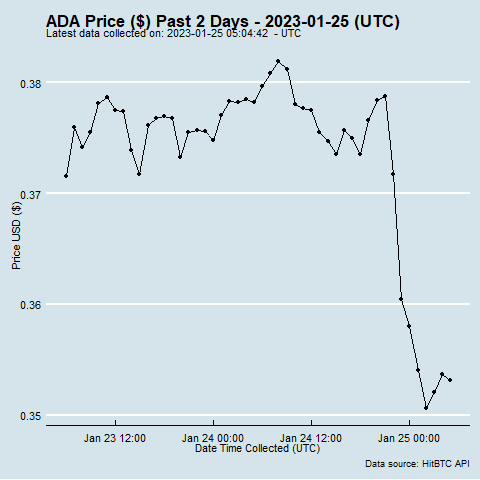 ADA Price ($) Past 2 Days - 2023-01-25 (UTC)
Latest data collected on: 2023-01-25 05:04:42 - UTC
0.38
0.37
0.36
0.35
Price USD ($)
Jan 23 12:00
Jan 24 00:00
Jan 24 12:00
Jan 25 00:00
Date Time Collected (UTC)
Data source: HitBTC API